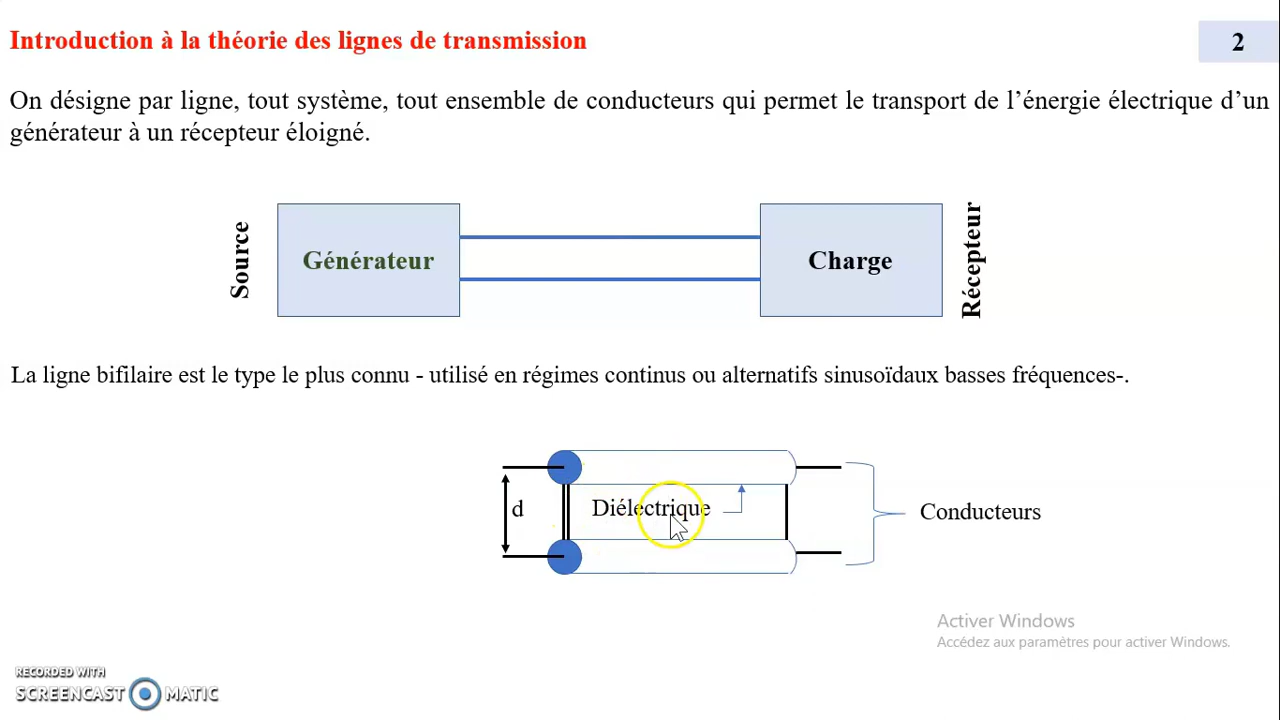 Introduction à la théorie des lignes de transmission
2
On désigne par ligne, tout système, tout ensemble de conducteurs qui permet le transport de l'énergie électrique d'un
générateur à un récepteur éloigné.
Source
Générateur
Charge
Récepteur
La ligne bifilaire est le type le plus connu - utilisé en régimes continus ou alternatifs sinusoïdaux basses fréquences-.
d
Diélectrique
Conducteurs
Activer Windows
Accédez aux paramètres pour activer Windows.
RECORDED WITH
SCREENCAST MATIC